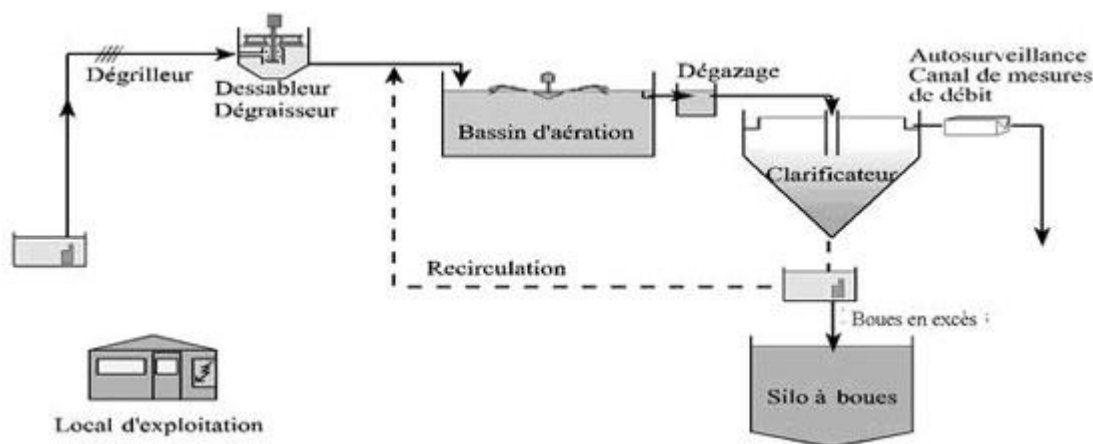 Dégrilleur
Dessableur
Dégraisseur
Bassin d'aération
Dégazage
Autosurveillance
Canal de mesures
de débit
Clarificateur
Recirculation
Boues en excès :
Silo à boues
Local d'exploitation